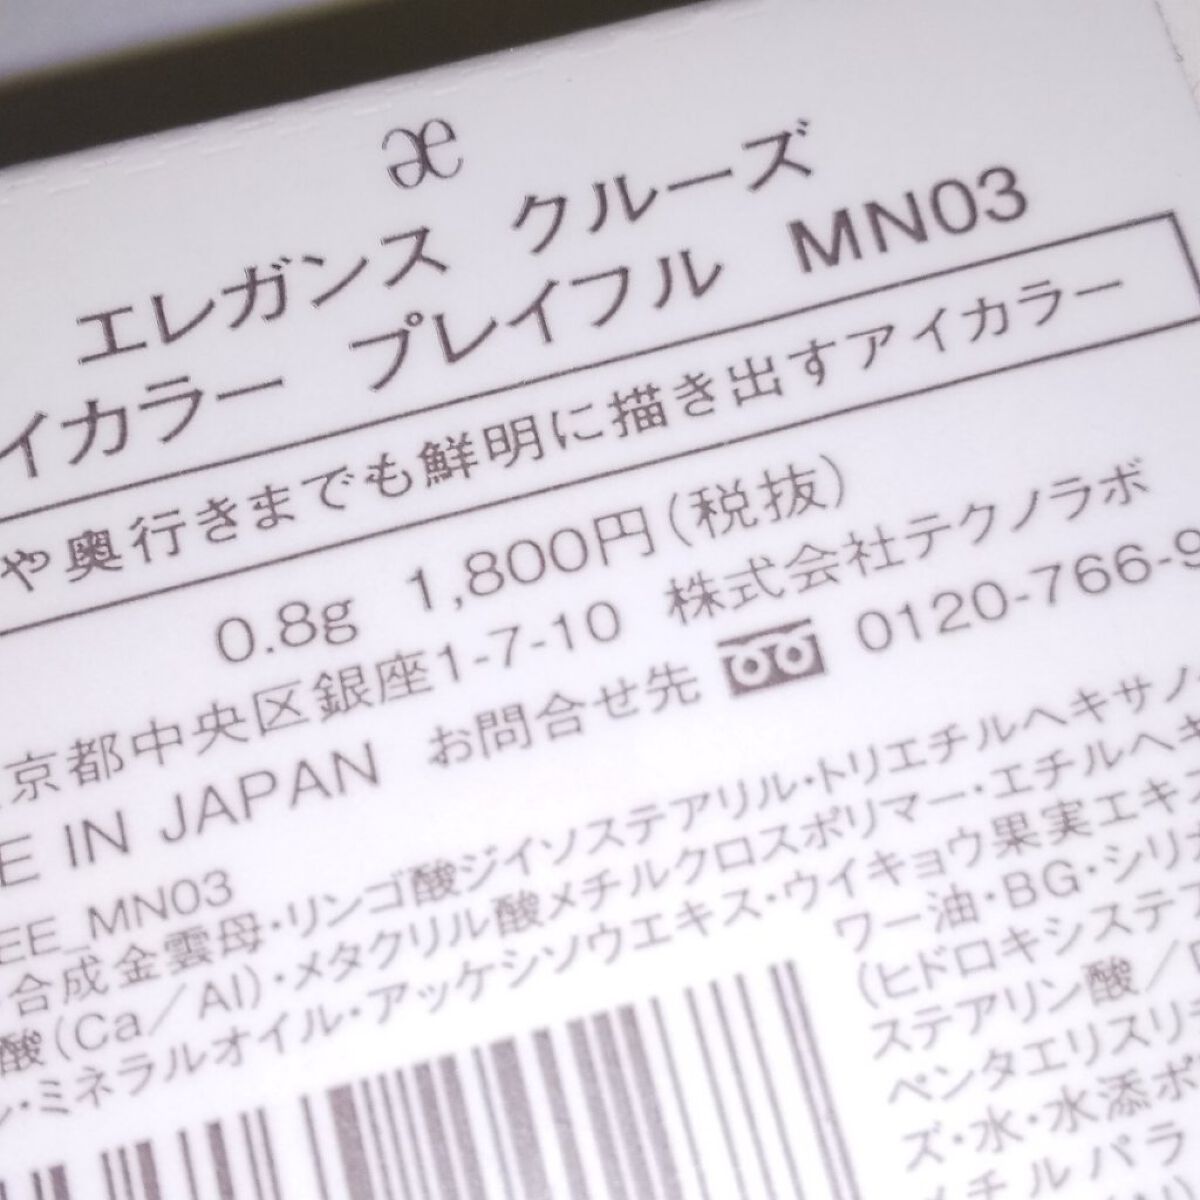 æ
エレガンス クルーズ
イカラー プレイフル MN03
や奥行きまでも鮮明に描き出すアイカラー
0.8g 1,800円(税抜)
京都中央区銀座1-7-10 株式会社テクノラボ
E IN JAPAN お問合せ先 0120-766-9
EE_MN03
合成金雲母・リンゴ酸ジイソステアリル・トリエチルヘキサノ
酸(Ca/Al)・メタクリル酸メチルクロスポリマー・エチルヘキ
ン・ミネラルオイル・アッケシソウエキス・ウイキョウ果実エキ
ワー油・BG・シリ
(ヒドロキシステア
ステアリン酸/
ペンタエリスリ
ズ・水・水添ポ
チルパラ